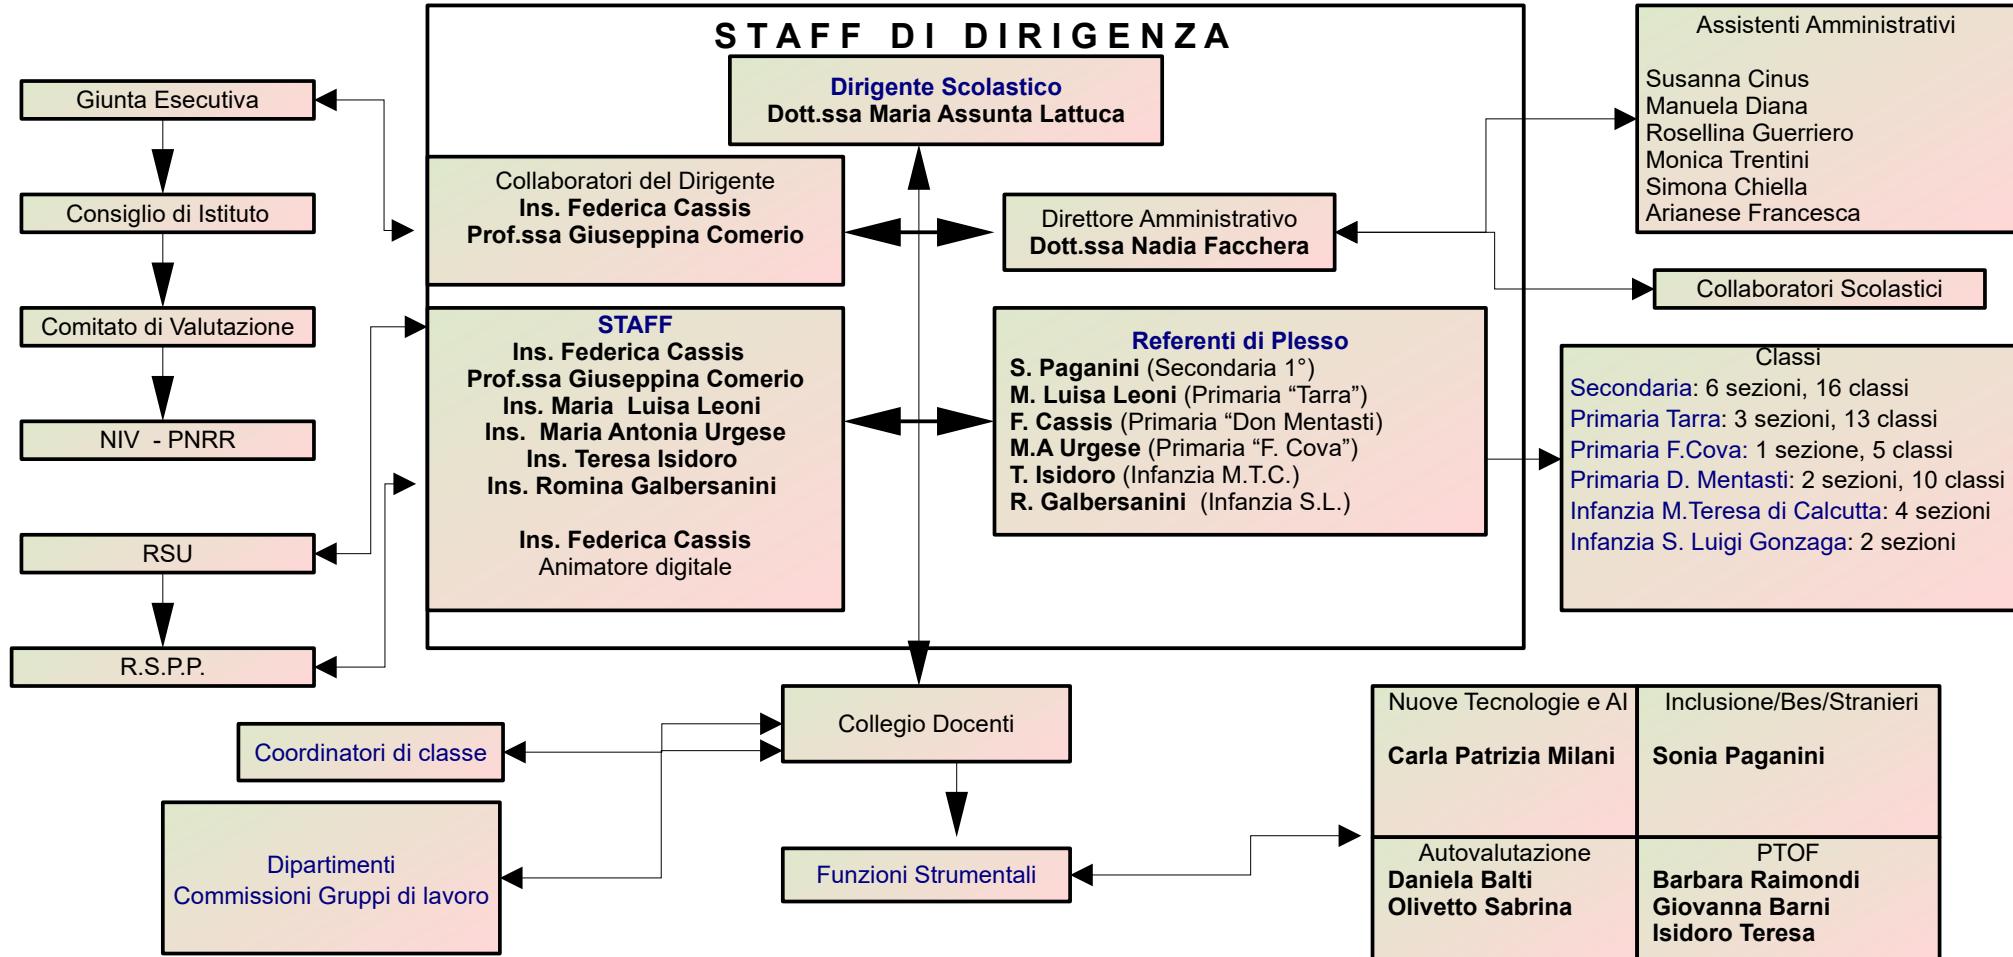 STAFF DI DIRIGENZA
Dirigente Scolastico
Dott.ssa Maria Assunta Lattuca
Giunta Esecutiva
Consiglio di Istituto
Comitato di Valutazione
NIV - PNRR
RSU
R.S.P.P.
Collaboratori del Dirigente
Ins. Federica Cassis
Prof.ssa Giuseppina Comerio
Direttore Amministrativo
Dott.ssa Nadia Facchera
Assistenti Amministrativi
Susanna Cinus
Manuela Diana
Rosellina Guerriero
Monica Trentini
Simona Chiella
Arianese Francesca
Collaboratori Scolastici
STAFF
Ins. Federica Cassis
Prof.ssa Giuseppina Comerio
Ins. Maria Luisa Leoni
Ins. Maria Antonia Urgese
Ins. Teresa Isidoro
Ins. Romina Galbersanini
Ins. Federica Cassis
Animatore digitale
Referenti di Plesso
S. Paganini (Secondaria 1°)
M. Luisa Leoni (Primaria “Tarra”)
F. Cassis (Primaria “Don Mentasti)
M.A Urgese (Primaria “F. Cova”)
T. Isidoro (Infanzia M.T.C.)
R. Galbersanini (Infanzia S.L.)
Classi
Secondaria: 6 sezioni, 16 classi
Primaria Tarra: 3 sezioni, 13 classi
Primaria F.Cova: 1 sezione, 5 classi
Primaria D. Mentasti: 2 sezioni, 10 classi
Infanzia M.Teresa di Calcutta: 4 sezioni
Infanzia S. Luigi Gonzaga: 2 sezioni
Collegio Docenti
Coordinatori di classe
Dipartimenti
Commissioni Gruppi di lavoro
Funzioni Strumentali
Nuove Tecnologie e AI
Carla Patrizia Milani
Inclusione/Bes/Stranieri
Sonia Paganini
Autovalutazione
Daniela Balti
Olivetto Sabrina
PTOF
Barbara Raimondi
Giovanna Barni
Isidoro Teresa